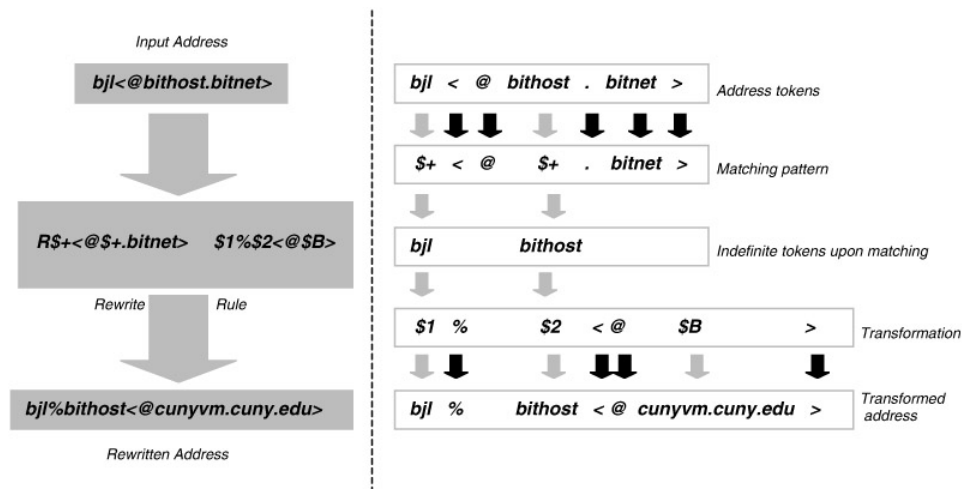 Input Address
bjl<@bithost.bitnet>
R$+<@$+.bitnet> $1%$2<@$B>
Rewrite Rule
bjl%bithost<@cunyvm.cuny.edu>
Rewritten Address
bjl < @ bithost . bitnet >
Address tokens
$+ < @ $+ . bitnet >
Matching pattern
bjl bithost
Indefinite tokens upon matching
$1 % $2 < @ $B >
Transformation
bjl % bithost < @ cunyvm.cuny.edu >
Transformed
address